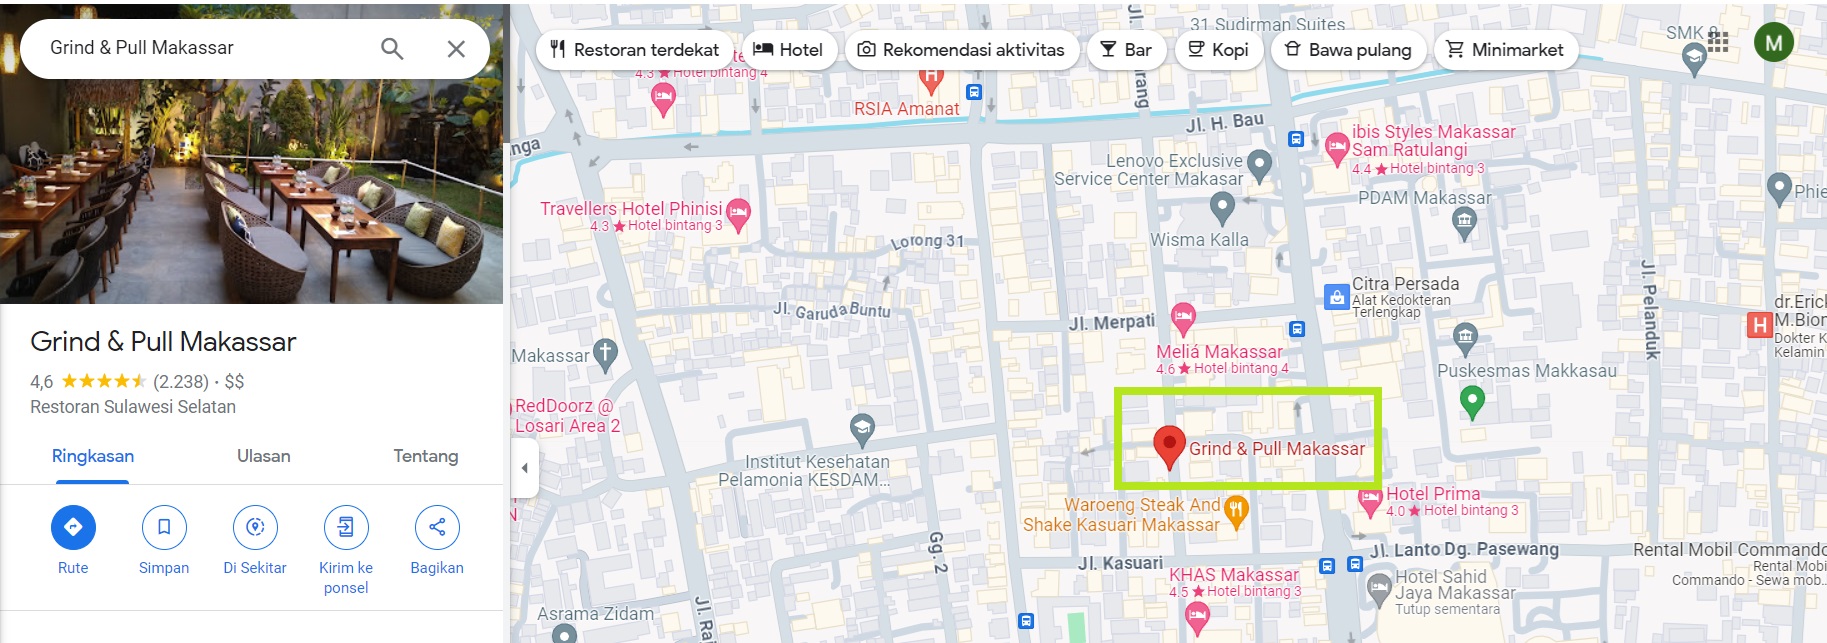 Grind & Pull Makassar
Grind & Pull Makassar
4,6 (2.238) · $$
Restoran Sulawesi Selatan
Ringkasan
Ulasan
Tentang
Rute
Simpan
Di Sekitar
Kirim ke
ponsel
Bagikan
Restoran terdekat
Hotel
Rekomendasi aktivitas
Bar
Kopi
Bawa pulang
Minimarket
M
31 Sudirman Suites
SMK
4.3 ★ Hotel bintang 4
RSIA Amanat
Jl. H. Bau
ibis Styles Makassar
Sam Ratulangi
4.4 ★ Hotel bintang 3
Lenovo Exclusive
Service Center Makasar
PDAM Makassar
Travellers Hotel Phinisi
4.3 ★ Hotel bintang 3
Wisma Kalla
Lorong 31
Citra Persada
Alat Kedokteran
Terlengkap
Jl. Pelanduk
Jl. Garuda Buntu
Jl. Merpati
Makassar
Meliá Makassar
4.6 ★ Hotel bintang 4
Puskesmas Makkasau
RedDoorz @
Losari Area 2
Grind & Pull Makassar
Institut Kesehatan
Pelamonia KESDAM...
Waroeng Steak And
Shake Kasuari Makassar
Hotel Prima
4.0 ★ Hotel bintang 3
Gg. 2
Jl. Kasuari
Jl. Lanto Dg. Pasewang
KHAS Makassar
4.5 ★ Hotel bintang 3
Hotel Sahid
Jaya Makassar
Tutup sementara
Rental Mobil Commando
Rental Mobi
Commando - Sewa mob...
Asrama Zidam
dr.Erick
M.Bion
Dokter K
Kelamin
Phie
H
H